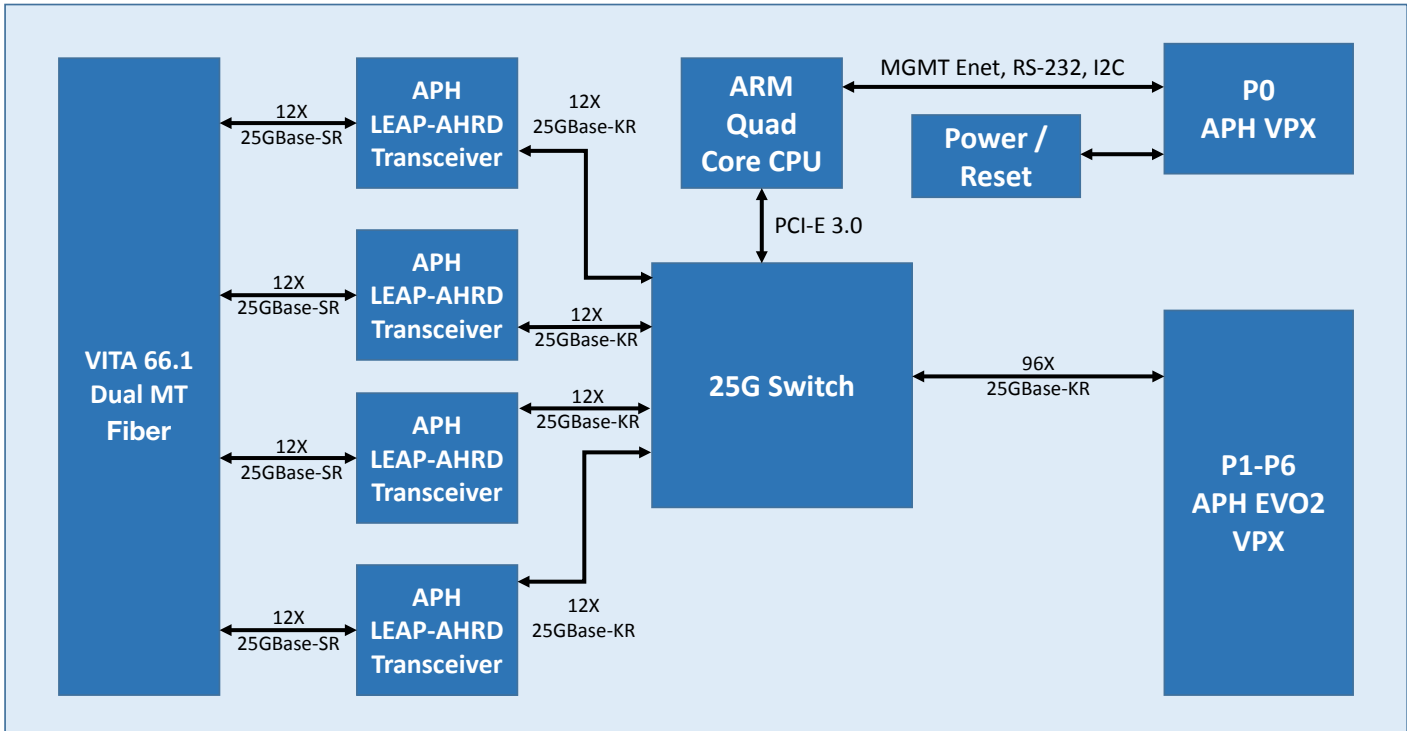 VITA 66.1
Dual MT
Fiber
12X
25GBase-SR
12X
25GBase-SR
12X
25GBase-SR
12X
25GBase-SR
APH
LEAP-AHRD
Transceiver
APH
LEAP-AHRD
Transceiver
APH
LEAP-AHRD
Transceiver
APH
LEAP-AHRD
Transceiver
12X
25GBase-KR
12X
25GBase-KR
12X
25GBase-KR
12X
25GBase-KR
ARM
Quad
Core CPU
PCI-E 3.0
25G Switch
MGMT Enet, RS-232, I2C
Power /
Reset
P0
APH VPX
96X
25GBase-KR
P1-P6
APH EVO2
VPX